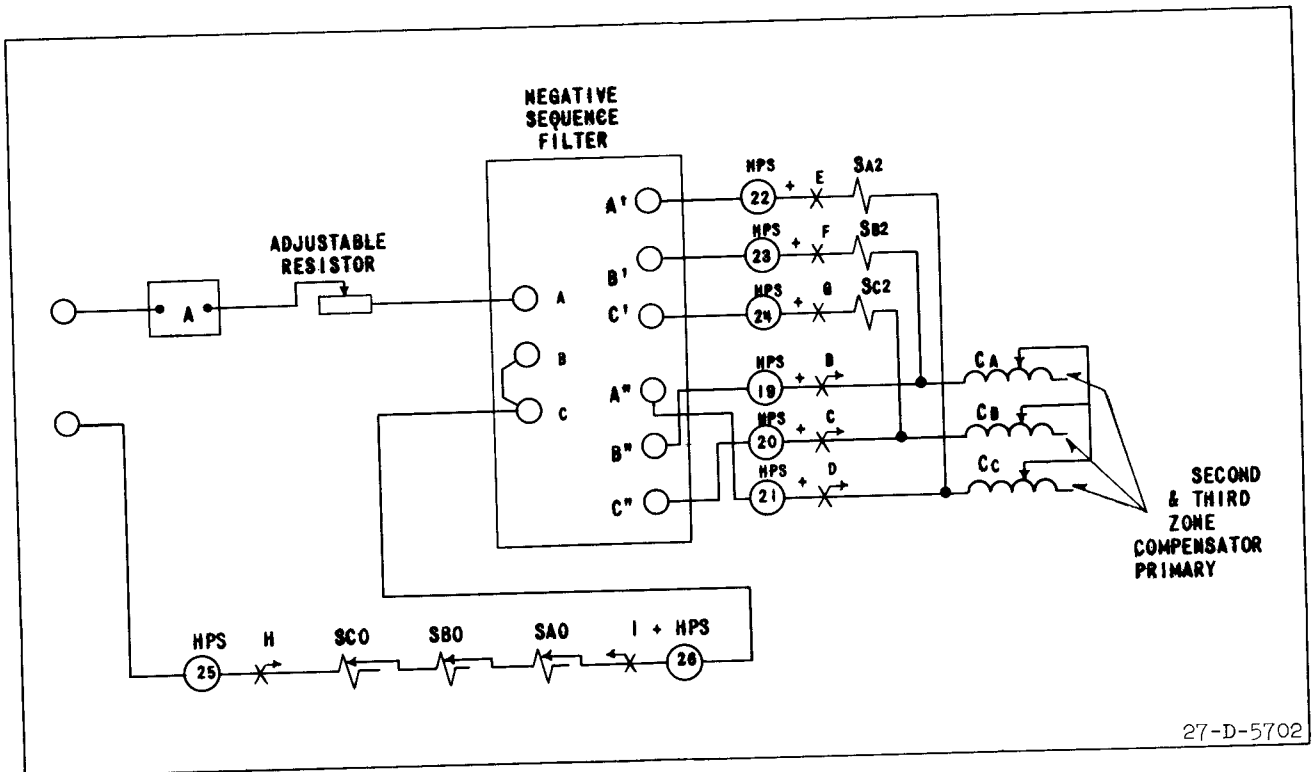 NEGATIVE
SEQUENCE
FILTER
ADJUSTABLE
RESISTOR
A
A
B
C
A'
B'
C'
A"
B"
C"
HPS
22
+
E
SA2
HPS
23
+
F
SB2
HPS
24
+
G
SC2
HPS
19
+
B
CA
HPS
20
+
C
CB
HPS
21
+
D
CC
SECOND
& THIRD
ZONE
COMPENSATOR
PRIMARY
HPS
25
H
SCO
SBO
SAO
I
+
HPS
26
27-D-5702